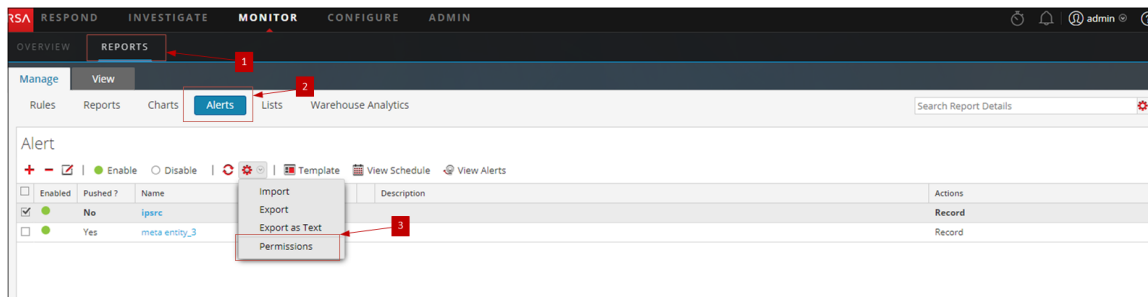 RSA RESPOND INVESTIGATE MONITOR CONFIGURE ADMIN admin
OVERVIEW REPORTS
1
Manage View
2
Rules Reports Charts Alerts Lists Warehouse Analytics Search Report Details
Alert
Enable Disable Template View Schedule View Alerts
Enabled Pushed ? Name Description Actions
Import
No ipsrc Record
Export
Export as Text
3
Yes meta entity_3 Record
Permissions